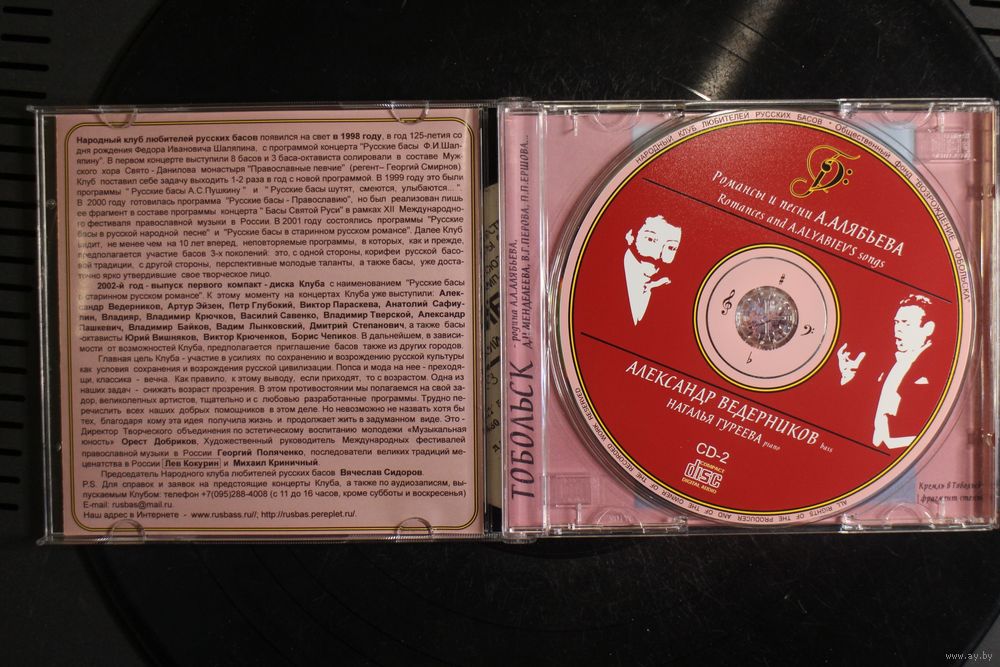 Народный клуб любителей русских басов появился на свет в 1998 году, в год 125-летия со
дня рождения Федора Ивановича Шаляпина, с программой концерта "Русские басы Ф.И.Шал-
япину". В первом концерте выступили 8 басов и 3 баса-октависта солировали в составе Муж-
ского хора Свято - Данилова монастыря "Православные певчие" (регент– Георгий Смирнов)
Клуб поставил себе задачу выходить 1-2 раза в год с новой программой. В 1999 году это были
программы " Русские басы А.С.Пушкину " и "Русские басы шутят, смеются, улыбаются... "
В 2000 году готовилась программа "Русские басы - Православию", но был реализован лишь
ее фрагмент в составе программы концерта " Басы Святой Руси" в рамках XII Международно-
го фестиваля православной музыки в России. В 2001 году состоялись программы "Русские
басы в русской народной песне" и "Русские басы в старинном русском романсе". Далее Клуб
видит, не менее чем на 10 лет вперед, неповторяемые программы, в которых, как и прежде,
предполагается участие басов 3-х поколений: это, с одной стороны, корифеи русской басо-
вой традиции, с другой стороны, перспективные молодые таланты, а также басы, уже доста-
точно ярко утвердившие свое творческое лицо.
2002-й год - выпуск первого компакт - диска Клуба с наименованием "Русские басы
в старинном русском романсе". К этому моменту на концертах Клуба уже выступили: Алек-
сандр Ведерников, Артур Эйзен, Петр Глубокий, Виктор Параскева, Анатолий Сафиу-
лин, Владияр, Владимир Крючков, Василий Савенко, Владимир Тверской, Александр
Пашкевич, Владимир Байков, Вадим Лынковский, Дмитрий Степанович, а также басы
-октависты Юрий Вишняков, Виктор Крюченков, Борис Чепиков. В дальнейшем, в зависи-
мости от возможностей Клуба, предполагается приглашение басов также из других городов.
Главная цель Клуба - участие в усилиях по сохранению и возрождению русской культуры
как условия сохранения и возрождения русской цивилизации. Попса и мода на нее - преходя-
щи, классика - вечна. Как правило, к этому выводу, если приходят, то с возрастом. Одна из
наших задач - снижать возраст прозрения. В этом противостоянии мы полагаемся на свой за-
дор, великолепных артистов, тщательно и с любовью разработанные программы. Трудно пе-
речислить всех наших добрых помощников в этом деле. Но невозможно не назвать хотя бы
тех, благодаря кому эта идея получила жизнь и продолжает жить в задуманном виде. Это -
Директор Творческого объединения по эстетическому воспитанию молодежи «Музыкальная
юность» Орест Добриков, Художественный руководитель Международных фестивалей
православной музыки в России Георгий Поляченко, последователи великих традиций ме-
ценатства в России Лев Кокурин и Михаил Криничный.
Председатель Народного клуба любителей русских басов Вячеслав Сидоров.
P.S. Для справок и заявок на предстоящие концерты Клуба, а также по аудиозаписям, вы-
пускаемым Клубом: телефон +7(095)288-4008 (с 11 до 16 часов, кроме субботы и воскресенья)
E-mail: rusbas@mail.ru.
Наш адрес в Интернете - www.rusbass.ru//; http://rusbas.pereplet.ru/.
ТОБОЛЬСК - родина А.А.АЛЯБЬЕВА,
Д.И. МЕНДЕЛЕЕВА, В.Г.ПЕРОВА, П.П.ЕРШОВА...
НАРОДНЫЙ КЛУБ ЛЮБИТЕЛЕЙ РУССКИХ БАСОВ * Общественный фонд "ВОЗРОЖДЕНИЕ ТОБОЛЬСКА"
Романсы и песни А.АЛЯБЬЕВА
Romances and A.ALYABIEV'S songs
АЛЕКСАНДР ВЕДЕРНИКОВ bass
НАТАЛЬЯ ГУРЕЕВА piano
CD-2
COMPACT
disc
DIGITAL AUDIO
ALL RIGHTS OF THE PRODUCER AND OF THE OWNER OF THE RECORDED WORK RESERVED
Кремль в Тобольске
фрагмент стены
www.ay.by